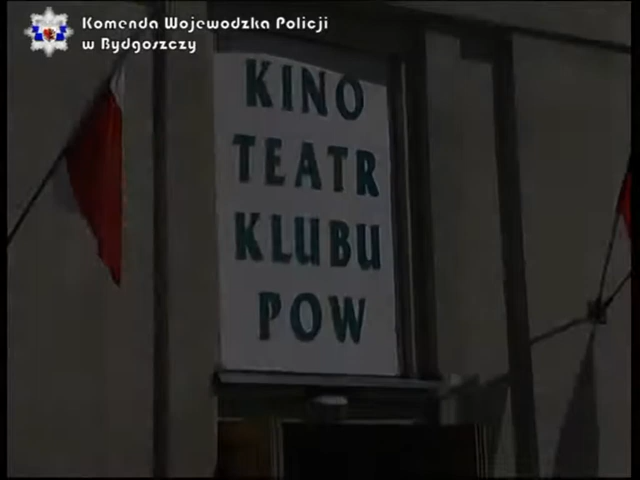 Komenda Wojewodzka Policji
w Bydgoszczy
KINO
TEATR
KLUBU
POW